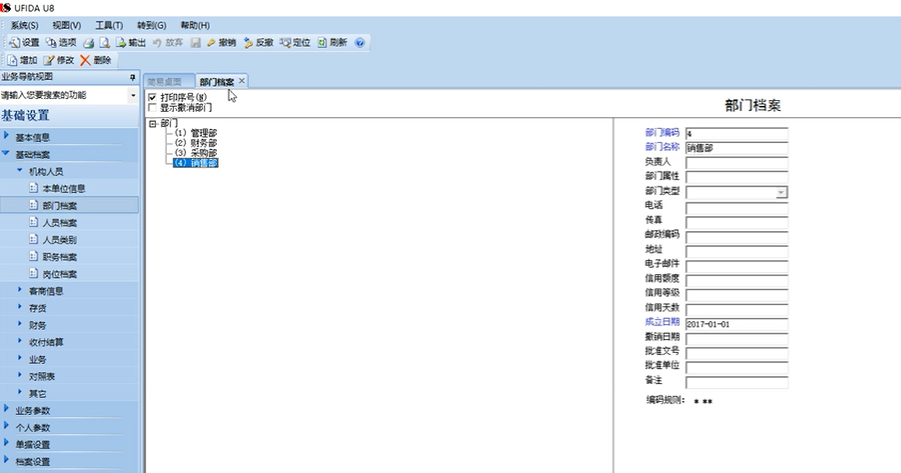 UFIDA U8
系统(S) 视图(V) 工具(T) 转到(G) 帮助(H)
设置 选项 输出 放弃 撤销 反撤 定位 刷新
增加 修改 删除
业务导航视图
简易桌面 部门档案
请输入您要搜索的功能
打印序号(N)
显示撤消部门
部门档案
基础设置
基本信息
基础档案
机构人员
本单位信息
部门档案
人员档案
人员类别
职务档案
岗位档案
客商信息
存货
财务
收付结算
业务
对照表
其它
业务参数
个人参数
单据设置
档案设置
部门
(1) 管理部
(2) 财务部
(3) 采购部
(4) 销售部
部门编码 4
部门名称 销售部
负责人
部门属性
部门类型
电话
传真
邮政编码
地址
电子邮件
信用额度
信用等级
信用天数
成立日期 2017-01-01
撤销日期
批准文号
批准单位
备注
编码规则： * **